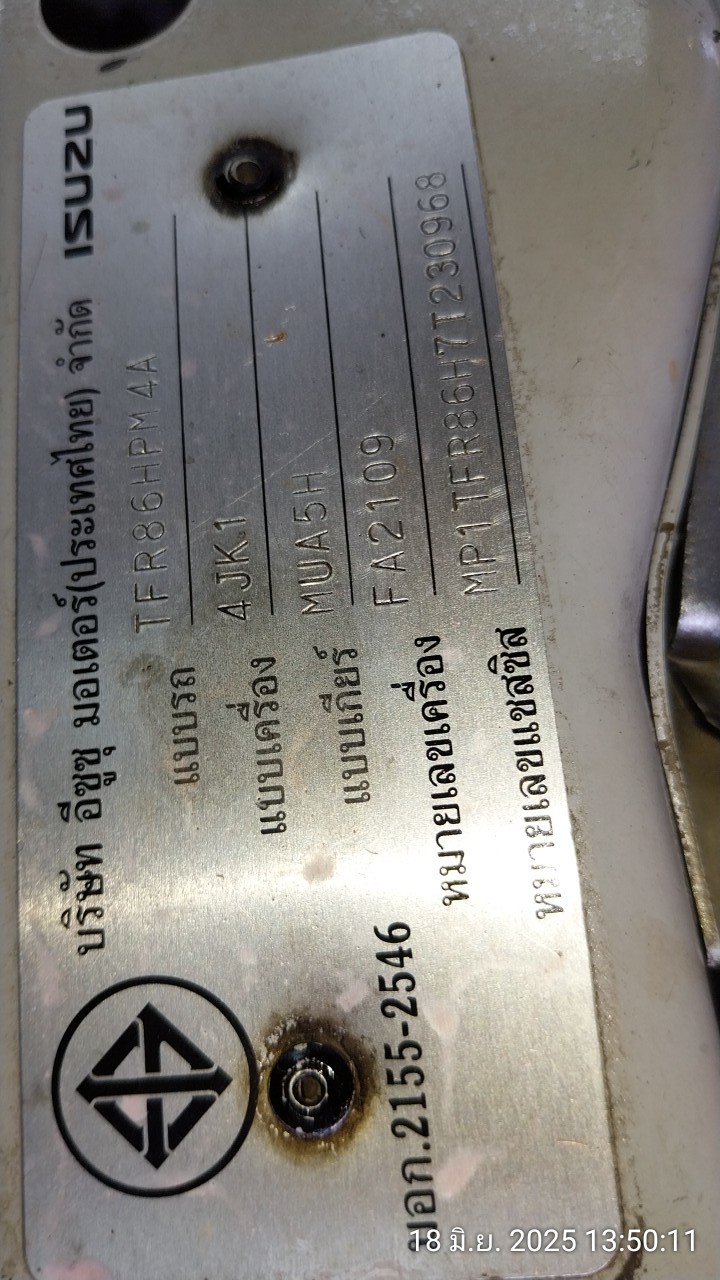 บริษัท อีซูซุ มอเตอร์(ประเทศไทย) จำกัด ISUZU
แบบรถ TFR86HPM4A
แบบเครื่อง 4JK1
แบบเกียร์ MUA5H
หมายเลขเครื่อง FA2109
หมายเลขแชสซิส MP1TFR86H7T230968
มอก.2155-2546
18 มิ.ย. 2025 13:50:11